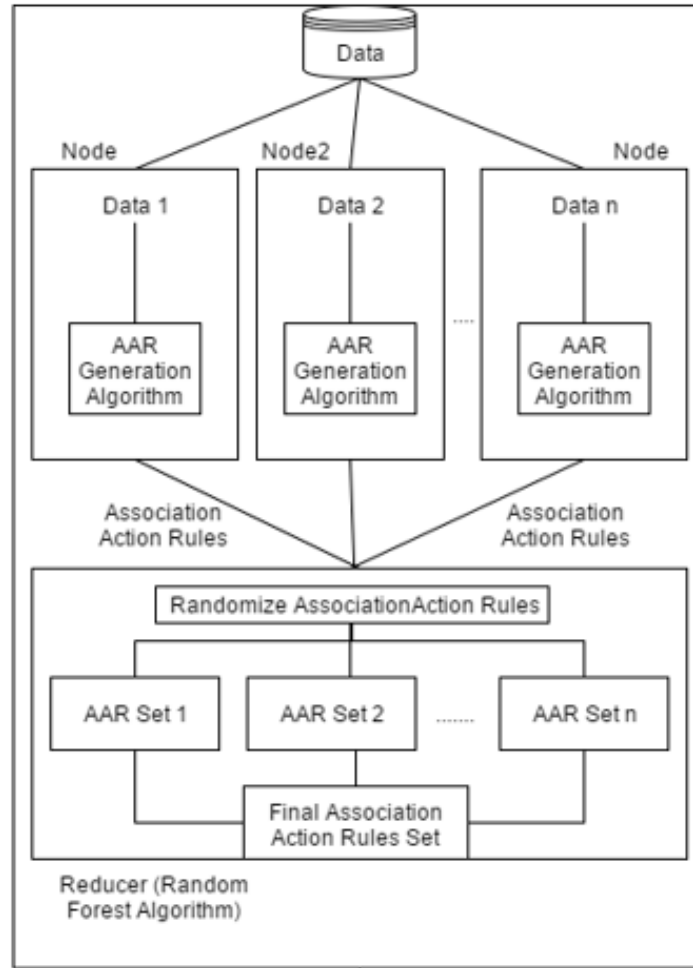 Data
Node
Node2
Node
Data 1
Data 2
Data n
AAR
Generation
Algorithm
AAR
Generation
Algorithm
....
AAR
Generation
Algorithm
Association
Action Rules
Association
Action Rules
Randomize AssociationAction Rules
AAR Set 1
AAR Set 2
.......
AAR Set n
Final Association
Action Rules Set
Reducer (Random
Forest Algorithm)